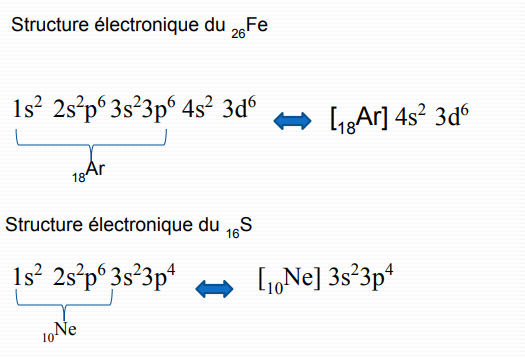 Structure électronique du ₂₆Fe
1s² 2s²p⁶ 3s²3p⁶ 4s² 3d⁶ [₁₈Ar] 4s² 3d⁶
₁₈Ar
Structure électronique du ₁₆S
1s² 2s²p⁶ 3s²3p⁴ [₁₀Ne] 3s²3p⁴
₁₀Ne